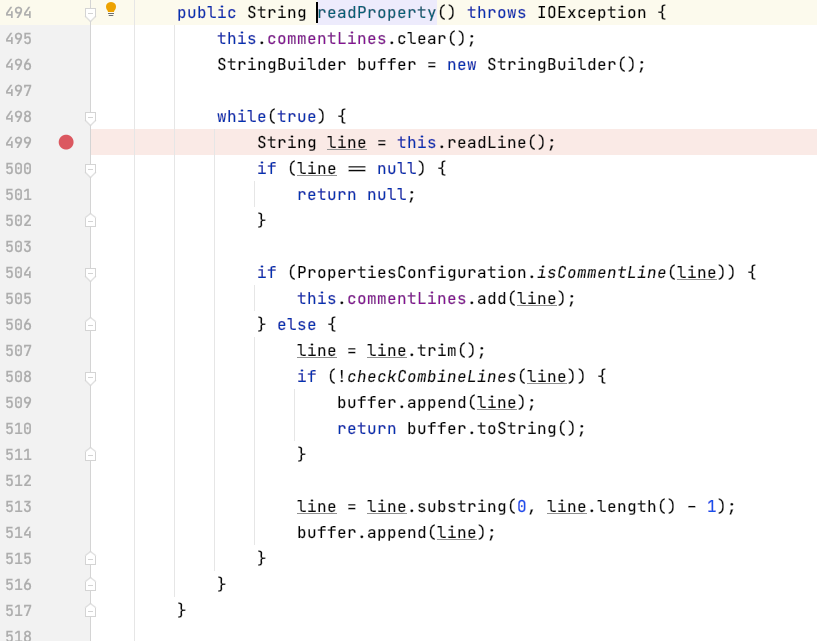 494 public String readProperty() throws IOException {
495 this.commentLines.clear();
496 StringBuilder buffer = new StringBuilder();
497
498 while(true) {
499 String line = this.readLine();
500 if (line == null) {
501 return null;
502 }
503
504 if (PropertiesConfiguration.isCommentLine(line)) {
505 this.commentLines.add(line);
506 } else {
507 line = line.trim();
508 if (!checkCombineLines(line)) {
509 buffer.append(line);
510 return buffer.toString();
511 }
512
513 line = line.substring(0, line.length() - 1);
514 buffer.append(line);
515 }
516 }
517 }
518